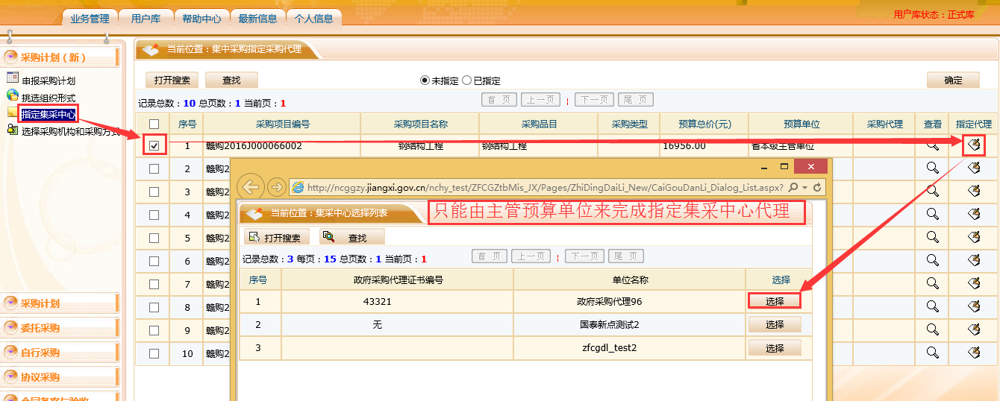 业务管理 用户库 帮助中心 最新信息 个人信息 用户库状态：正式库
采购计划（新）
申报采购计划
挑选组织形式
指定集采中心
选择采购机构和采购方式
采购计划
委托采购
自行采购
协议采购
当前位置：集中采购指定采购代理
打开搜索 查找 未指定 已指定 确定
记录总数：10 总页数：1 当前页：1 首 页 上一页 下一页 尾 页
序号 采购项目编号 采购项目名称 采购品目 采购类型 预算总价(元) 预算单位 采购代理 查看 指定代理
1 赣购2016J000066002 钢结构工程 钢结构工程 16956.00 省本级主管单位
2 赣购2
3 赣购2
4 赣购2
5 赣购2
6 赣购2
7 赣购2
8 赣购2
9 赣购2
10 赣购2
http://ncggzy.jiangxi.gov.cn/nchy_test/ZFCGZtbMis_JX/Pages/ZhiDingDaiLi_New/CaiGouDanLi_Dialog_List.aspx?
当前位置：集采中心选择列表
只能由主管预算单位来完成指定集采中心代理
打开搜索 查找
记录总数：3 每页：15 总页数：1 当前页：1 首 页 上一页 下一页 尾 页
序号 政府采购代理证书编号 单位名称 选择
1 43321 政府采购代理96 选择
2 无 国泰新点测试2 选择
3 zfcgdl_test2 选择